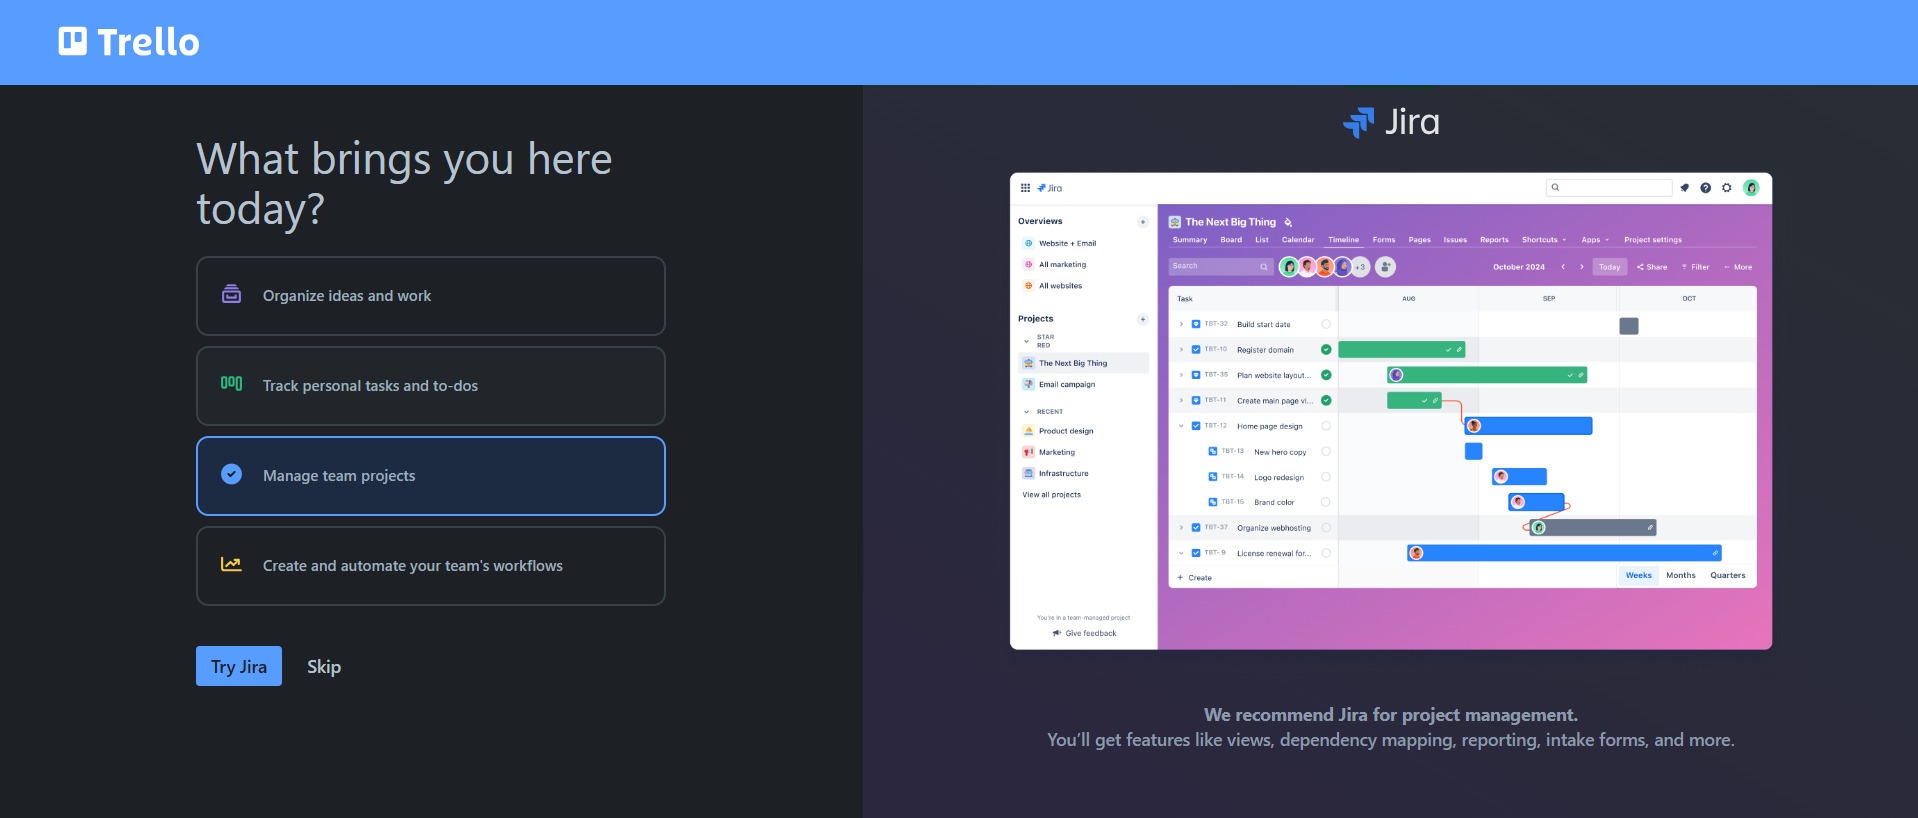 Trello
What brings you here
today?
Organize ideas and work
Track personal tasks and to-dos
Manage team projects
Create and automate your team's workflows
Try Jira
Skip
Jira
Jira
Overviews
Website + Email
All marketing
All websites
Projects
STAR
RED
The Next Big Thing
Email campaign
RECENT
Product design
Marketing
Infrastructure
View all projects
You're in a team-managed project
Give feedback
The Next Big Thing
Summary Board List Calendar Timeline Forms Pages Issues Reports Shortcuts Apps Project settings
Search
+3
October 2024
Today
Share
Filter
More
Task AUG SEP OCT
TBT-32 Build start date
TBT-10 Register domain
TBT-35 Plan website layout...
TBT-11 Create main page vi...
TBT-12 Home page design
TBT-13 New hero copy
TBT-14 Logo redesign
TBT-15 Brand color
TBT-37 Organize webhosting
TBT-9 License renewal for...
+ Create
Weeks Months Quarters
We recommend Jira for project management.
You'll get features like views, dependency mapping, reporting, intake forms, and more.